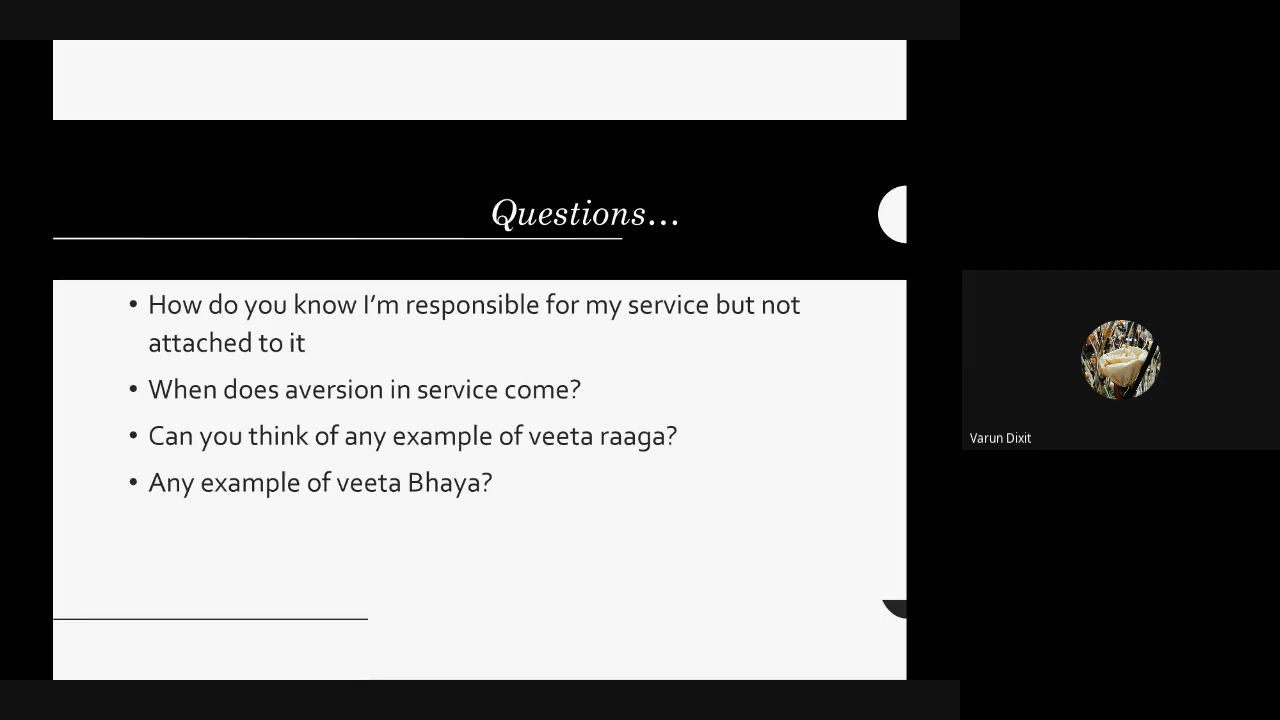 Questions...
• How do you know I’m responsible for my service but not
attached to it
• When does aversion in service come?
• Can you think of any example of veeta raaga?
• Any example of veeta Bhaya?
Varun Dixit